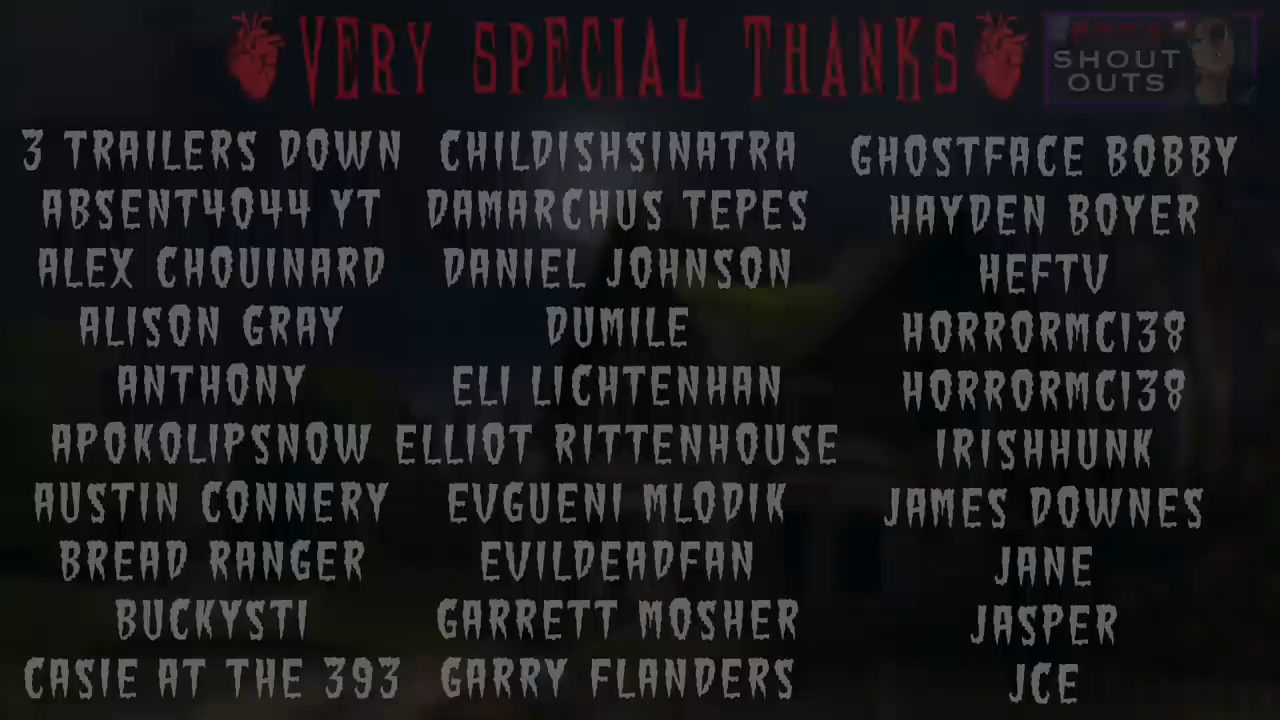 VERY SPECIAL THANKS
SHOUT
OUTS
3 TRAILERS DOWN
ABSENT4044 YT
ALEX CHOUINARD
ALISON GRAY
ANTHONY
APOKOLIPSNOW
AUSTIN CONNERY
BREAD RANGER
BUCKYSTI
CASIE AT THE 393
CHILDISHSINATRA
DAMARCHUS TEPES
DANIEL JOHNSON
DUMILE
ELI LICHTENHAN
ELLIOT RITTENHOUSE
EVGUENI MLODIK
EVILDEADFAN
GARRETT MOSHER
GARRY FLANDERS
GHOSTFACE BOBBY
HAYDEN BOYER
HEFTV
HORRORMC138
HORRORMC138
IRISHHUNK
JAMES DOWNES
JANE
JASPER
JCE